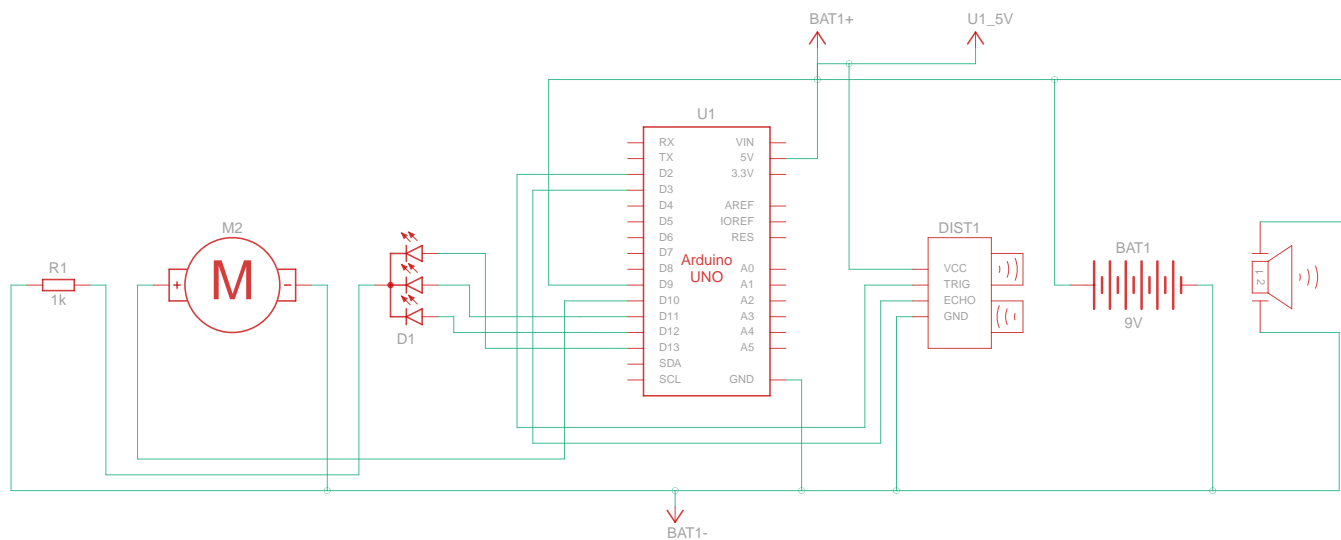 BAT1+
U1_5V
U1
RX
TX
D2
D3
D4
D5
D6
D7
D8
D9
D10
D11
D12
D13
SDA
SCL
VIN
5V
3.3V
AREF
IOREF
RES
A0
A1
A2
A3
A4
A5
GND
Arduino
UNO
M2
M
+
−
R1
1k
D1
DIST1
VCC
TRIG
ECHO
GND
BAT1
9V
1
2
BAT1-